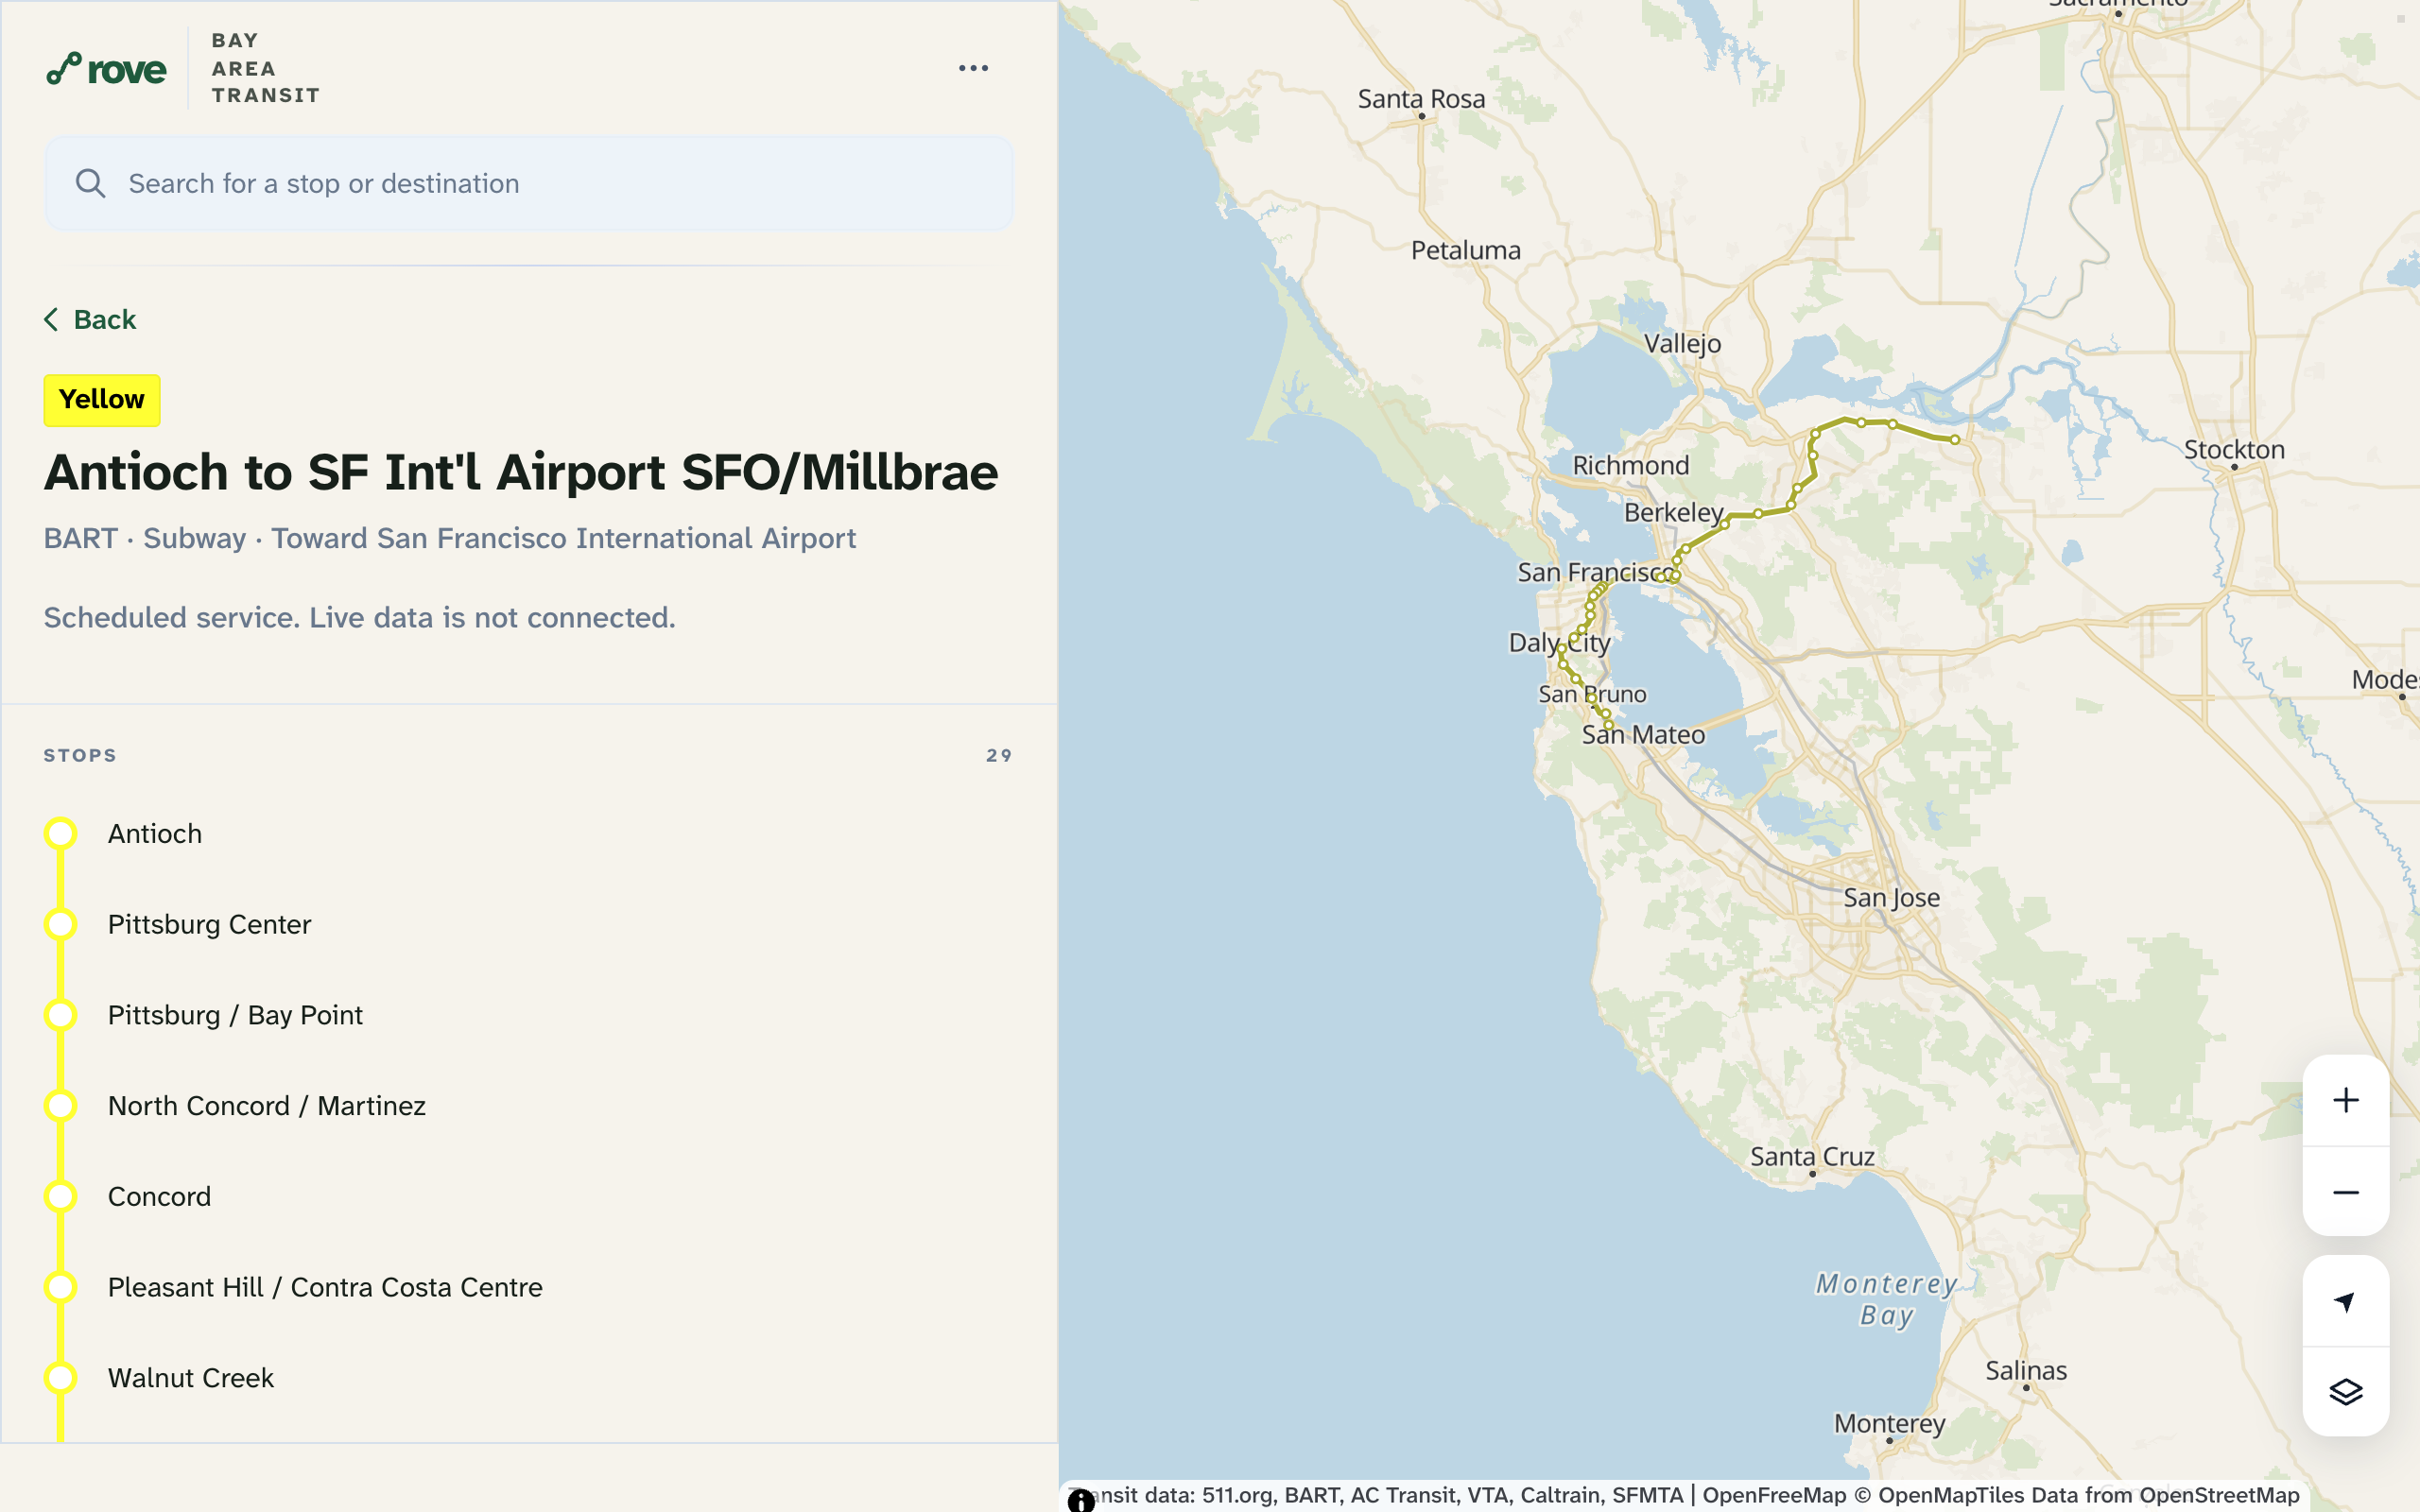 rove
BAY
AREA
TRANSIT
Search for a stop or destination
Back
Yellow
Antioch to SF Int'l Airport SFO/Millbrae
BART · Subway · Toward San Francisco International Airport
Scheduled service. Live data is not connected.
STOPS 29
Antioch
Pittsburg Center
Pittsburg / Bay Point
North Concord / Martinez
Concord
Pleasant Hill / Contra Costa Centre
Walnut Creek
Sacramento
Santa Rosa
Petaluma
Vallejo
Stockton
Richmond
Berkeley
San Francisco
Daly City
Modes
San Bruno
San Mateo
San Jose
Santa Cruz
Monterey
Bay
Salinas
Monterey
Transit data: 511.org, BART, AC Transit, VTA, Caltrain, SFMTA | OpenFreeMap © OpenMapTiles Data from OpenStreetMap